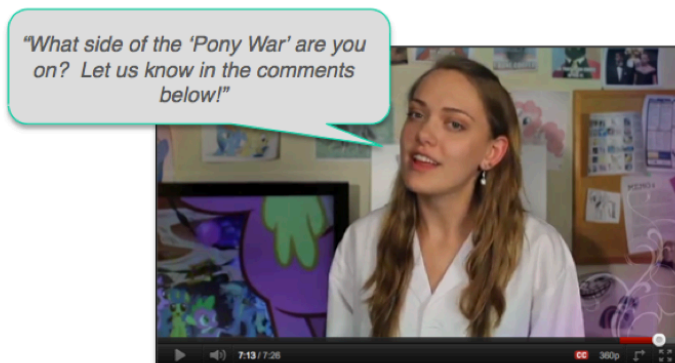 “What side of the ‘Pony War’ are you
on?  Let us know in the comments
below!”
7:13 / 7:26
CC
360p